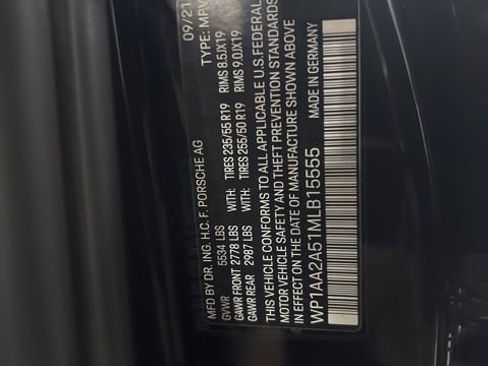 MFD BY DR. ING. H.C. F. PORSCHE AG 09/21
GVWR 5534 LBS TYPE: MPV
GAWR FRONT 2778 LBS WITH: TIRES 235/55 R19 RIMS 8.5JX19
GAWR REAR 2987 LBS WITH: TIRES 255/50 R19 RIMS 9.0JX19
THIS VEHICLE CONFORMS TO ALL APPLICABLE U.S. FEDERAL
MOTOR VEHICLE SAFETY AND THEFT PREVENTION STANDARDS
IN EFFECT ON THE DATE OF MANUFACTURE SHOWN ABOVE
WP1AA2A51MLB15555 MADE IN GERMANY